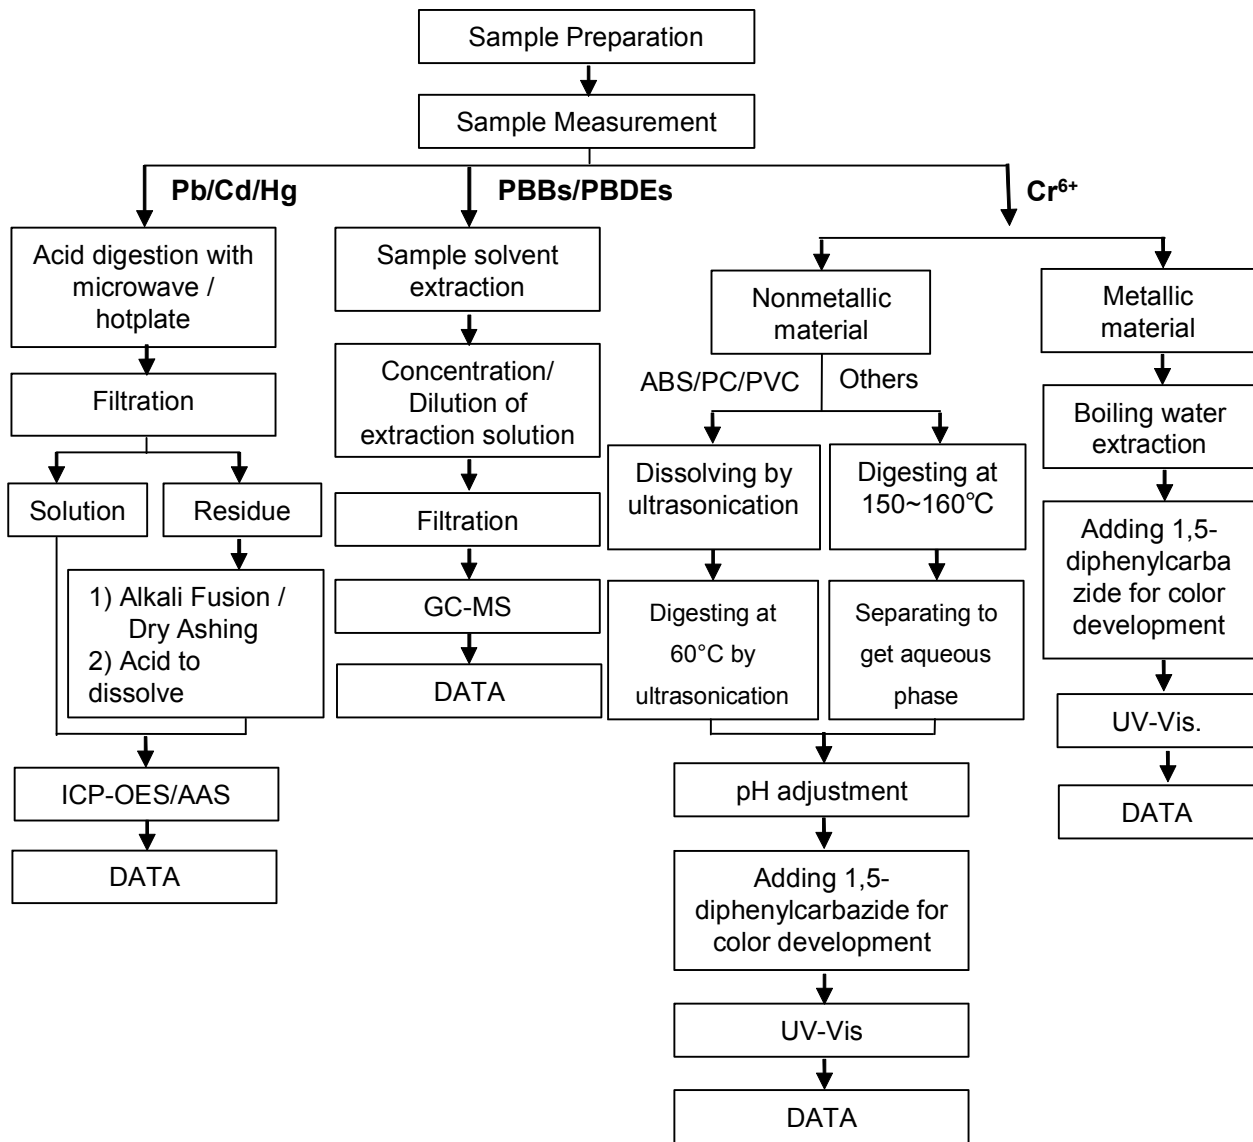 Sample Preparation
Sample Measurement
Pb/Cd/Hg
PBBs/PBDEs
Cr⁶⁺
Acid digestion with
microwave /
hotplate
Filtration
Solution
Residue
1) Alkali Fusion /
Dry Ashing
2) Acid to
dissolve
ICP-OES/AAS
DATA
Sample solvent
extraction
Concentration/
Dilution of
extraction solution
Filtration
GC-MS
DATA
Nonmetallic
material
ABS/PC/PVC
Others
Dissolving by
ultrasonication
Digesting at
60°C by
ultrasonication
Digesting at
150~160℃
Separating to
get aqueous
phase
pH adjustment
Adding 1,5-
diphenylcarbazide for
color development
UV-Vis
DATA
Metallic
material
Boiling water
extraction
Adding 1,5-
diphenylcarba
zide for color
development
UV-Vis.
DATA